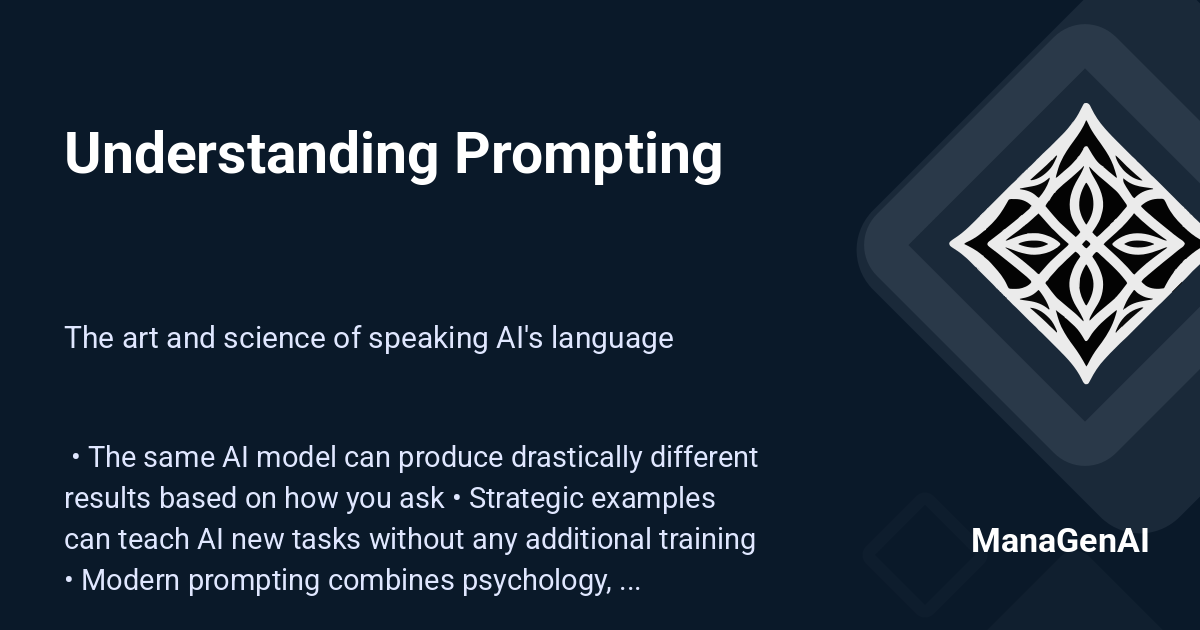 Understanding Prompting
The art and science of speaking AI's language
• The same AI model can produce drastically different
results based on how you ask • Strategic examples
can teach AI new tasks without any additional training
• Modern prompting combines psychology, ...
ManaGenAI